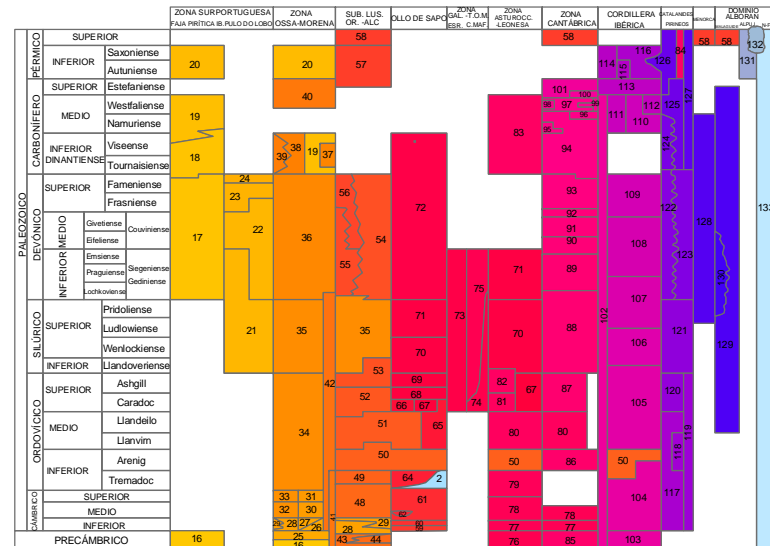 ZONA SURPORTUGUESA
FAJA PIRÍTICA IB. PULO DO LOBO
ZONA
OSSA-MORENA
SUB. LUS.
OR. -ALC
OLLO DE SAPO
ZONA
GAL. -T.O.M.
ESR. C.MAF.
ZONA
ASTUROCC.
-LEONESA
ZONA
CANTÁBRICA
CORDILLERA
IBÉRICA
CATALANIDES
PIRINEOS
MENORCA
DOMINIO
ALBORAN
PALEOZOICO
PÉRMICO
SUPERIOR
58 58 58 58
INFERIOR
Saxoniense
Autuniense
20 20 57 114 115 116 126 84 131 132
CARBONÍFERO
SUPERIOR
Estefaniense
40 101 100 113 127
MEDIO
Westfaliense
Namuriense
19 83 98 97 99 96 95 111 112 110 125
INFERIOR
DINANTIENSE
Viseense
Tournaisiense
18 39 38 19 37 94 124
DEVÓNICO
SUPERIOR
Fameniense
Frasniense
24 23 56 72 93 109 122
MEDIO
Givetiense
Eifeliense
Couviniense
17 22 36 54 92 91 90 108 128
INFERIOR
Emsiense
Praguiense
Lochkoviense
Siegeniense
Gediniense
55 75 71 89 123 130 107
SILÚRICO
SUPERIOR
Pridoliense
Ludlowiense
Wenlockiense
21 35 35 71 73 70 88 102 121 129
70 106
INFERIOR
Llandoveriense
53
ORDOVÍCICO
SUPERIOR
Ashgill
Caradoc
42 52 69 68 66 67 74 82 81 67 87 105 120
MEDIO
Llandeilo
Llanvim
34 51 65 80 80 119 118
INFERIOR
Arenig
Tremadoc
50 50 86 50
49 64 2 79
CÁMBRICO
SUPERIOR
33 31 48 61 104 117
MEDIO
32 30 62 78 78
INFERIOR
28 27 26 41 28 29 77 77
PRECÁMBRICO
16 25 16 43 44 76 85 103